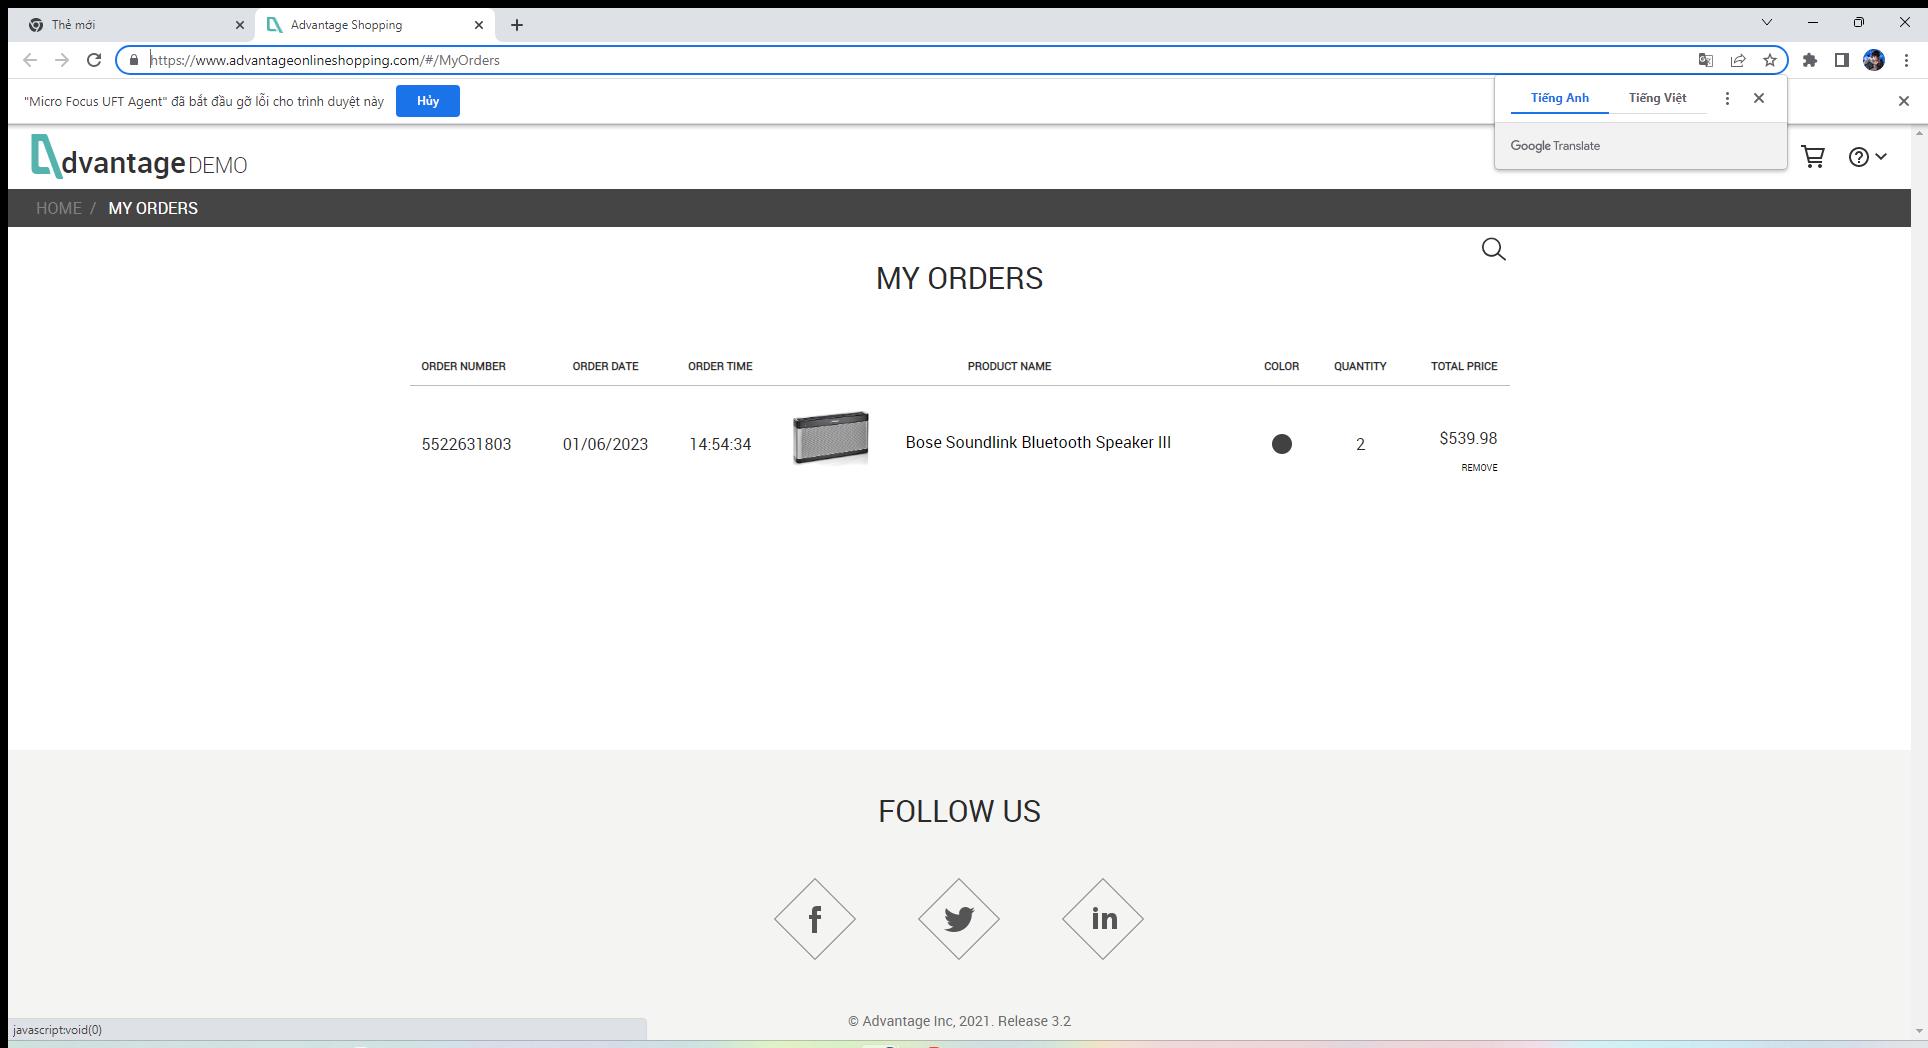 Thẻ mới
Advantage Shopping
https://www.advantageonlineshopping.com/#/MyOrders
"Micro Focus UFT Agent" đã bắt đầu gỡ lỗi cho trình duyệt này
Hủy
Tiếng Anh
Tiếng Việt
Google Translate
dvantage DEMO
HOME / MY ORDERS
MY ORDERS
ORDER NUMBER ORDER DATE ORDER TIME PRODUCT NAME COLOR QUANTITY TOTAL PRICE
5522631803 01/06/2023 14:54:34 Bose Soundlink Bluetooth Speaker III 2 $539.98
REMOVE
FOLLOW US
f
in
© Advantage Inc, 2021. Release 3.2
javascript:void(0)